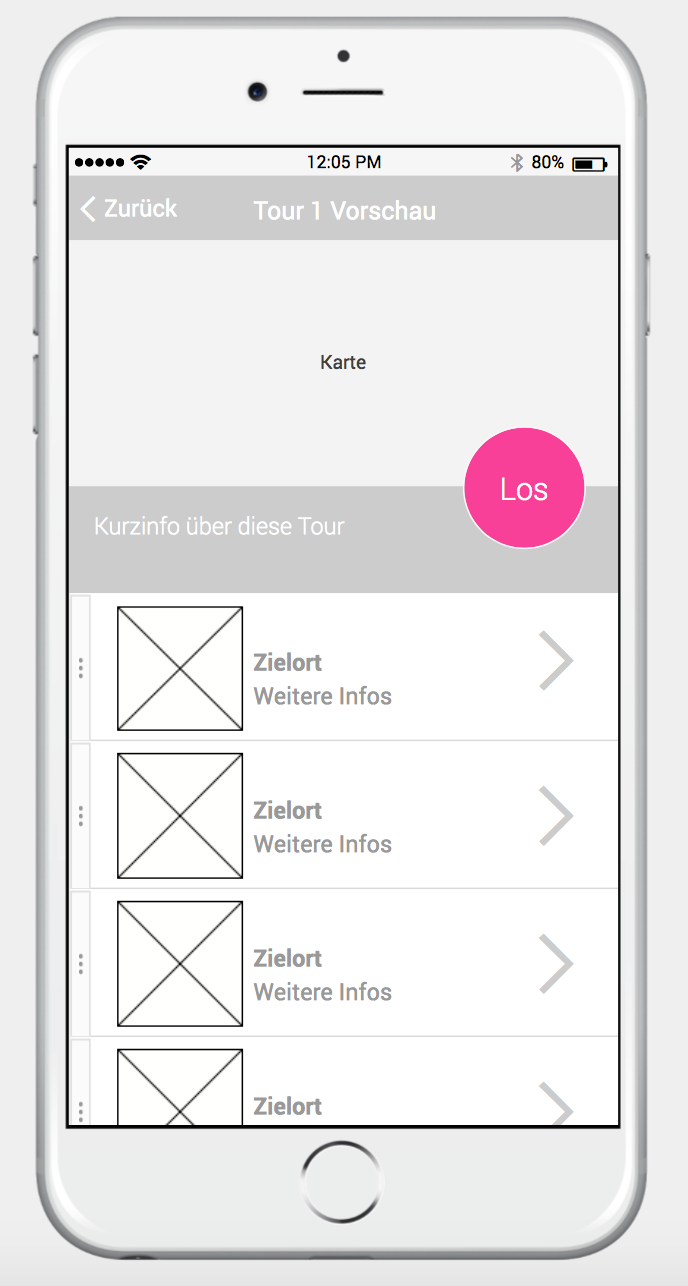 12:05 PM 80%
Zurück Tour 1 Vorschau
Karte
Los
Kurzinfo über diese Tour
Zielort
Weitere Infos
Zielort
Weitere Infos
Zielort
Weitere Infos
Zielort